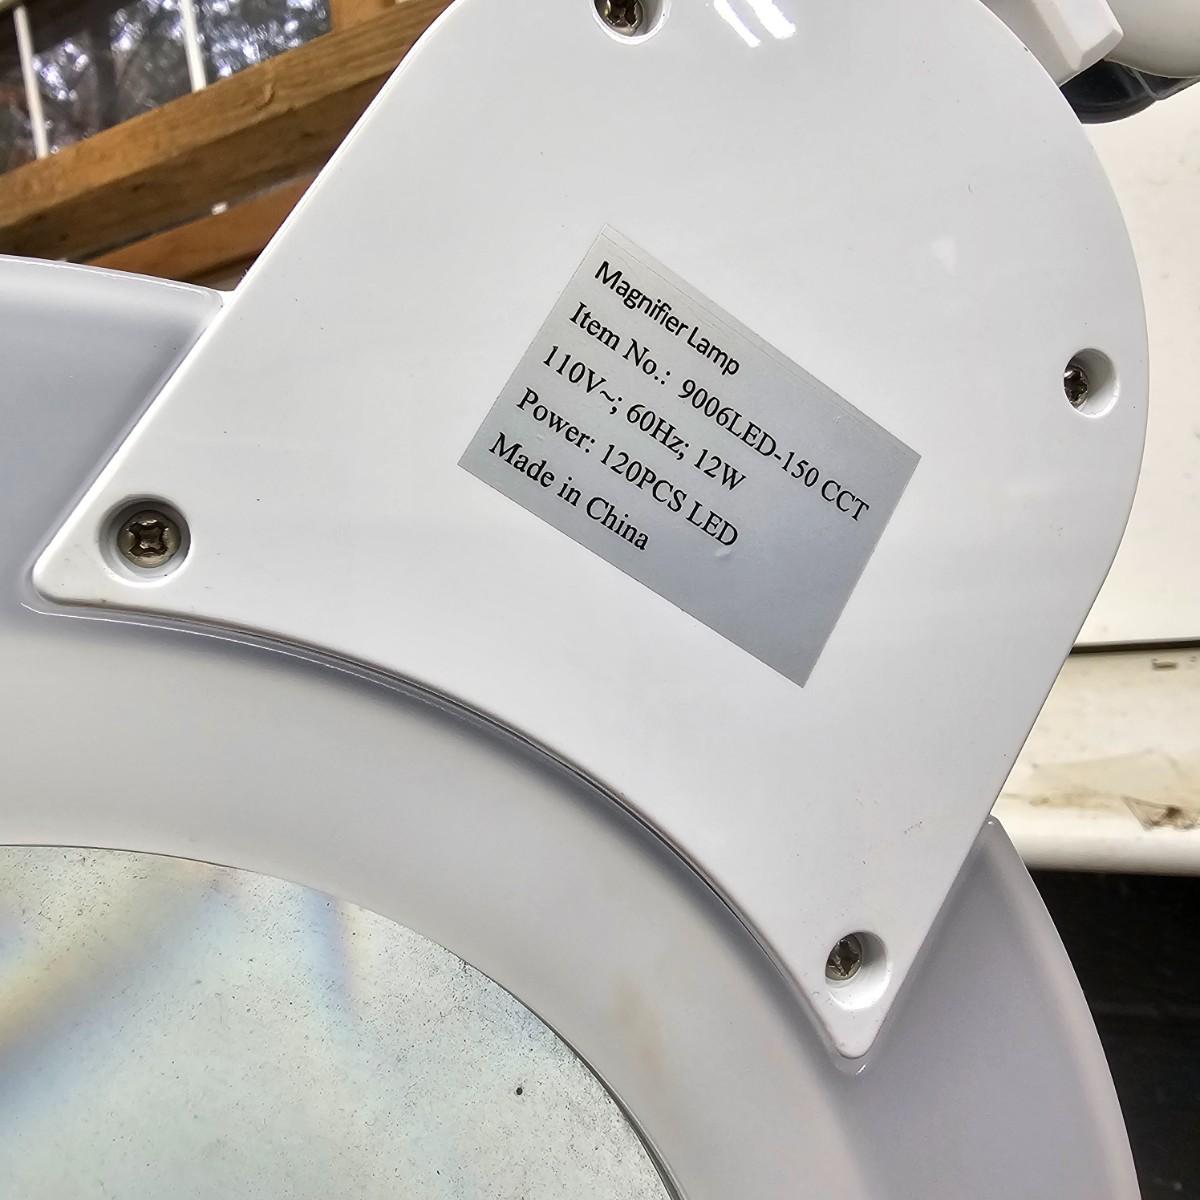 Magnifier Lamp
Item No.: 9006LED-150 CCT
110V~; 60Hz; 12W
Power: 120PCS LED
Made in China